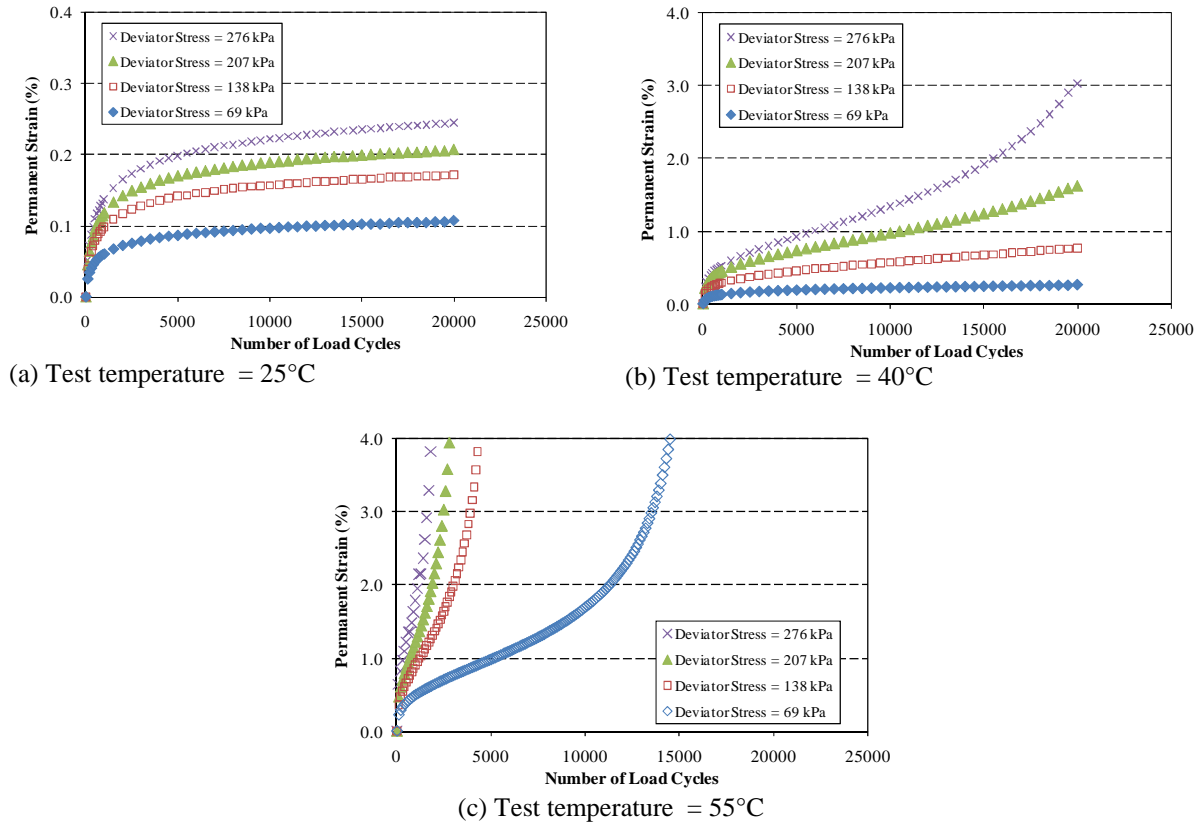 0.4
0.3
0.2
0.1
0.0
Permanent Strain (%)
Deviator Stress = 276 kPa
Deviator Stress = 207 kPa
Deviator Stress = 138 kPa
Deviator Stress = 69 kPa
0 5000 10000 15000 20000 25000
Number of Load Cycles
(a) Test temperature = 25°C
4.0
3.0
2.0
1.0
0.0
Permanent Strain (%)
Deviator Stress = 276 kPa
Deviator Stress = 207 kPa
Deviator Stress = 138 kPa
Deviator Stress = 69 kPa
0 5000 10000 15000 20000 25000
Number of Load Cycles
(b) Test temperature = 40°C
4.0
3.0
2.0
1.0
0.0
Permanent Strain (%)
Deviator Stress = 276 kPa
Deviator Stress = 207 kPa
Deviator Stress = 138 kPa
Deviator Stress = 69 kPa
0 5000 10000 15000 20000 25000
Number of Load Cycles
(c) Test temperature = 55°C